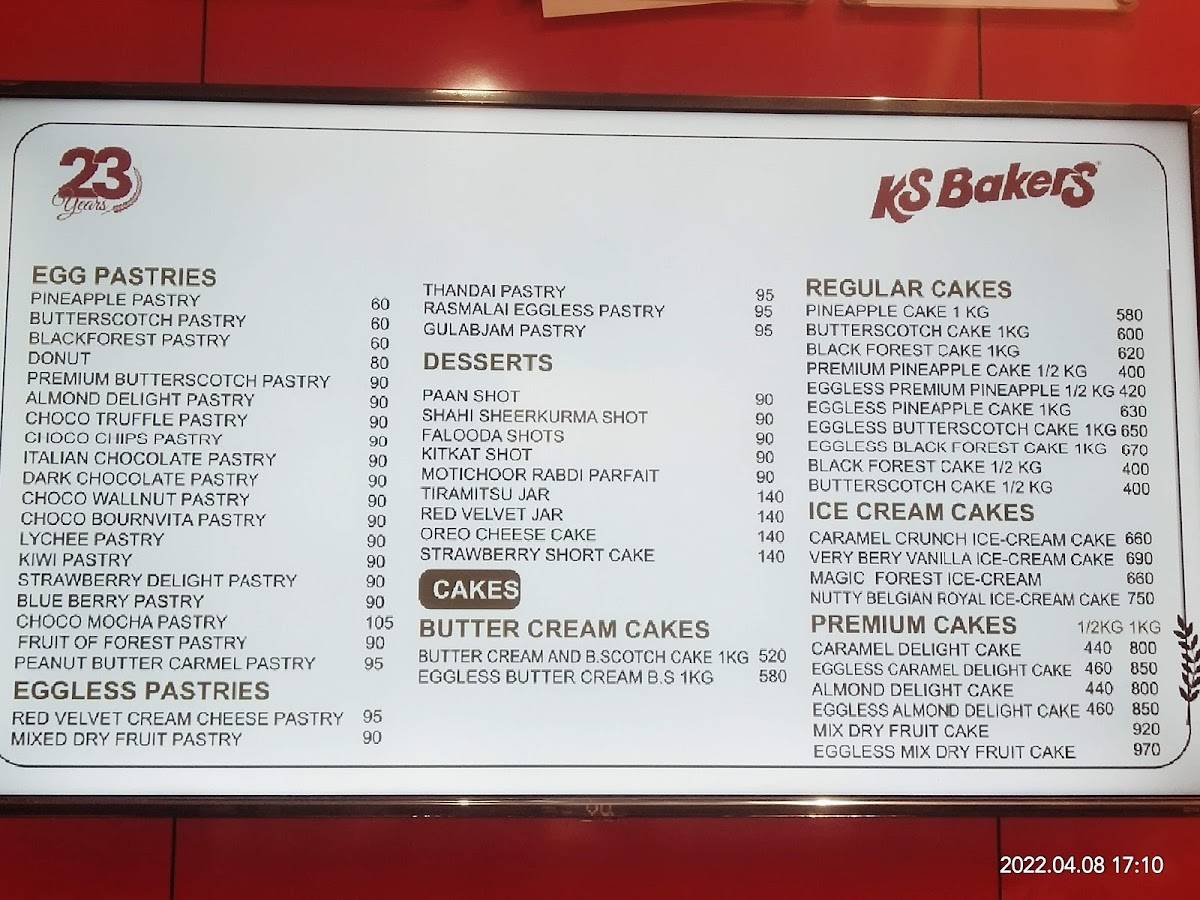 23
Years
KS Bakers
EGG PASTRIES
PINEAPPLE PASTRY 60
BUTTERSCOTCH PASTRY 60
BLACKFOREST PASTRY 60
DONUT 80
PREMIUM BUTTERSCOTCH PASTRY 90
ALMOND DELIGHT PASTRY 90
CHOCO TRUFFLE PASTRY 90
CHOCO CHIPS PASTRY 90
ITALIAN CHOCOLATE PASTRY 90
DARK CHOCOLATE PASTRY 90
CHOCO WALLNUT PASTRY 90
CHOCO BOURNVITA PASTRY 90
LYCHEE PASTRY 90
KIWI PASTRY 90
STRAWBERRY DELIGHT PASTRY 90
BLUE BERRY PASTRY 90
CHOCO MOCHA PASTRY 105
FRUIT OF FOREST PASTRY 90
PEANUT BUTTER CARMEL PASTRY 95
EGGLESS PASTRIES
RED VELVET CREAM CHEESE PASTRY 95
MIXED DRY FRUIT PASTRY 90
THANDAI PASTRY 95
RASMALAI EGGLESS PASTRY 95
GULABJAM PASTRY 95
DESSERTS
PAAN SHOT 90
SHAHI SHEERKURMA SHOT 90
FALOODA SHOTS 90
KITKAT SHOT 90
MOTICHOOR RABDI PARFAIT 90
TIRAMITSU JAR 140
RED VELVET JAR 140
OREO CHEESE CAKE 140
STRAWBERRY SHORT CAKE 140
CAKES
BUTTER CREAM CAKES
BUTTER CREAM AND B.SCOTCH CAKE 1KG 520
EGGLESS BUTTER CREAM B.S 1KG 580
REGULAR CAKES
PINEAPPLE CAKE 1 KG 580
BUTTERSCOTCH CAKE 1KG 600
BLACK FOREST CAKE 1KG 620
PREMIUM PINEAPPLE CAKE 1/2 KG 400
EGGLESS PREMIUM PINEAPPLE 1/2 KG 420
EGGLESS PINEAPPLE CAKE 1KG 630
EGGLESS BUTTERSCOTCH CAKE 1KG 650
EGGLESS BLACK FOREST CAKE 1KG 670
BLACK FOREST CAKE 1/2 KG 400
BUTTERSCOTCH CAKE 1/2 KG 400
ICE CREAM CAKES
CARAMEL CRUNCH ICE-CREAM CAKE 660
VERY BERY VANILLA ICE-CREAM CAKE 690
MAGIC FOREST ICE-CREAM 660
NUTTY BELGIAN ROYAL ICE-CREAM CAKE 750
PREMIUM CAKES 1/2KG 1KG
CARAMEL DELIGHT CAKE 440 800
EGGLESS CARAMEL DELIGHT CAKE 460 850
ALMOND DELIGHT CAKE 440 800
EGGLESS ALMOND DELIGHT CAKE 460 850
MIX DRY FRUIT CAKE 920
EGGLESS MIX DRY FRUIT CAKE 970
2022.04.08 17:10